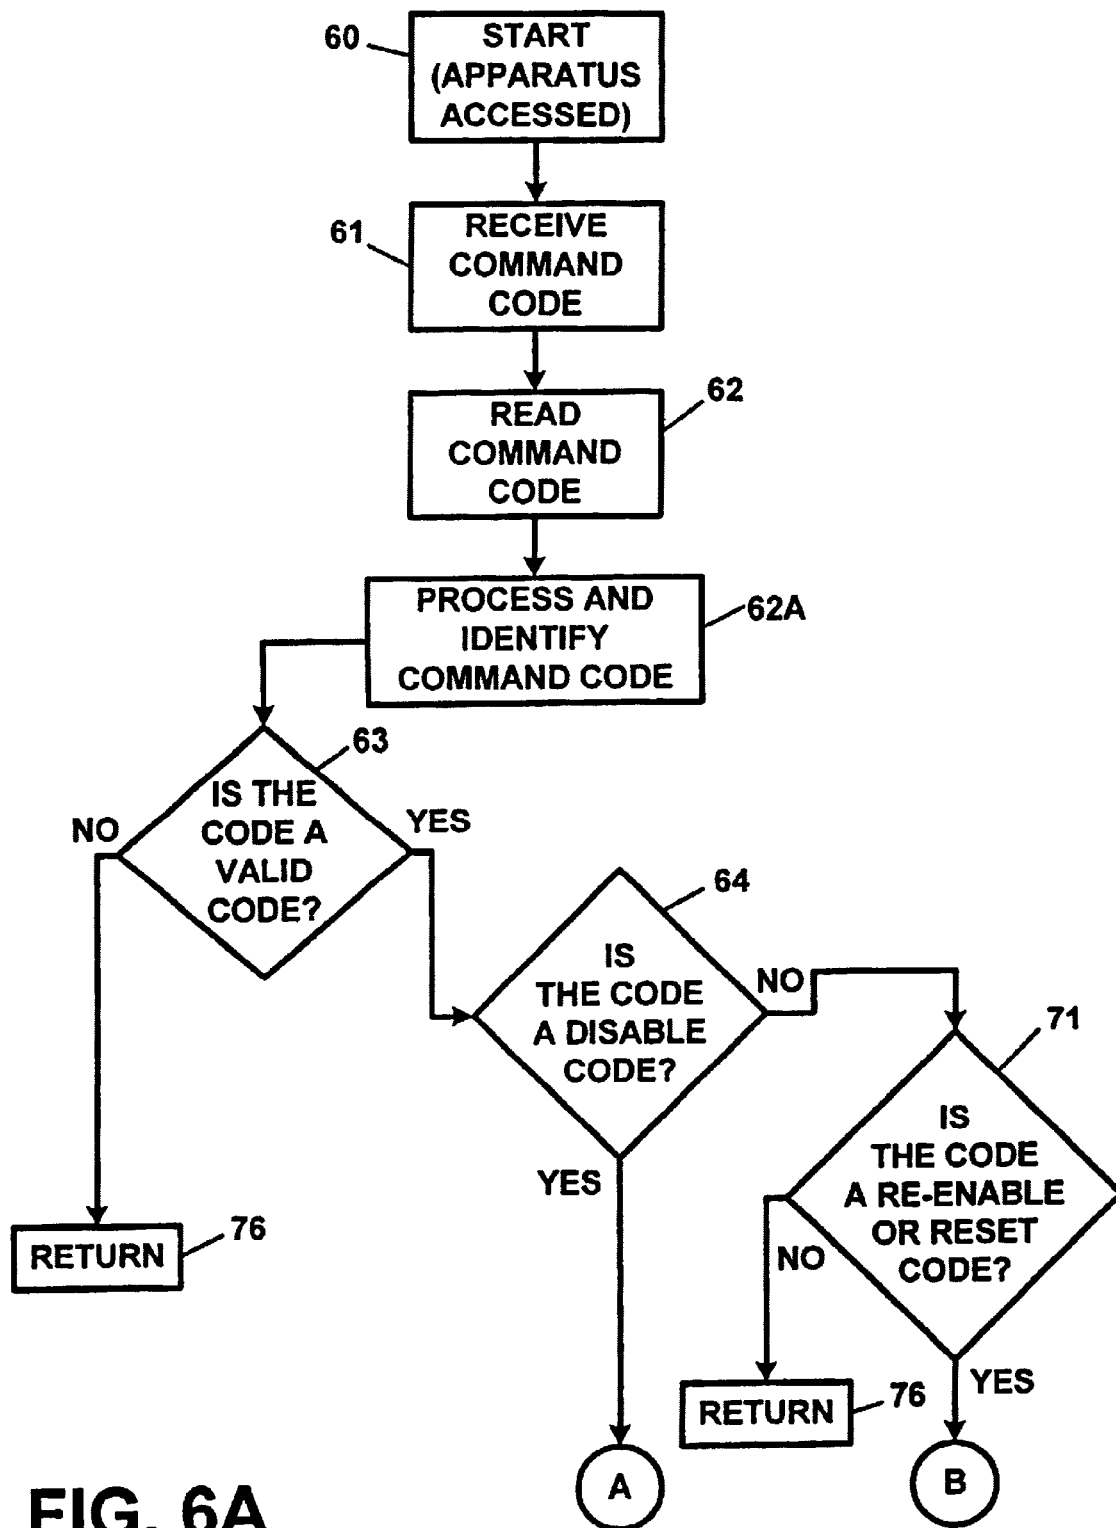 60
START
(APPARATUS
ACCESSED)
61
RECEIVE
COMMAND
CODE
62
READ
COMMAND
CODE
62A
PROCESS AND
IDENTIFY
COMMAND CODE
63
IS THE
CODE A
VALID
CODE?
NO
YES
64
IS
THE CODE
A DISABLE
CODE?
NO
YES
71
IS
THE CODE
A RE-ENABLE
OR RESET
CODE?
NO
YES
RETURN
76
RETURN
76
A
B
FIG. 6A